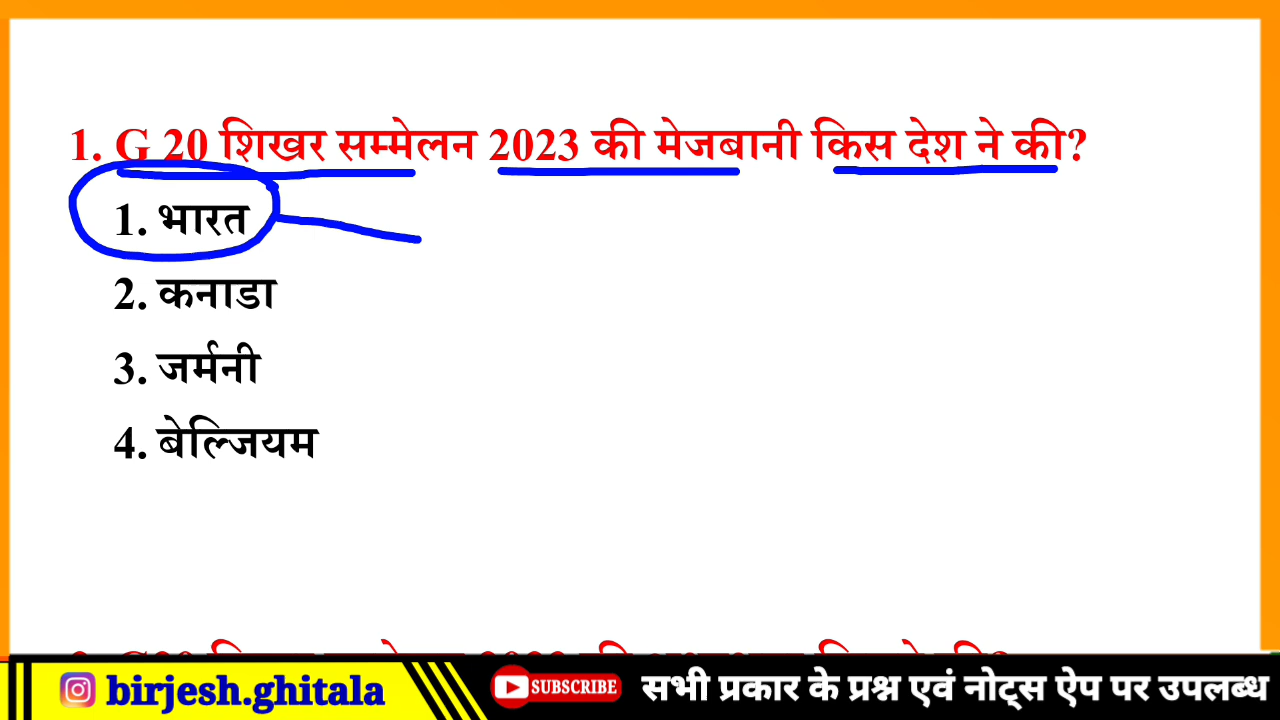 1. G 20 शिखर सम्मेलन 2023 की मेजबानी किस देश ने की?
1. भारत
2. कनाडा
3. जर्मनी
4. बेल्जियम
birjesh.ghitala SUBSCRIBE सभी प्रकार के प्रश्न एवं नोट्स ऐप पर उपलब्ध